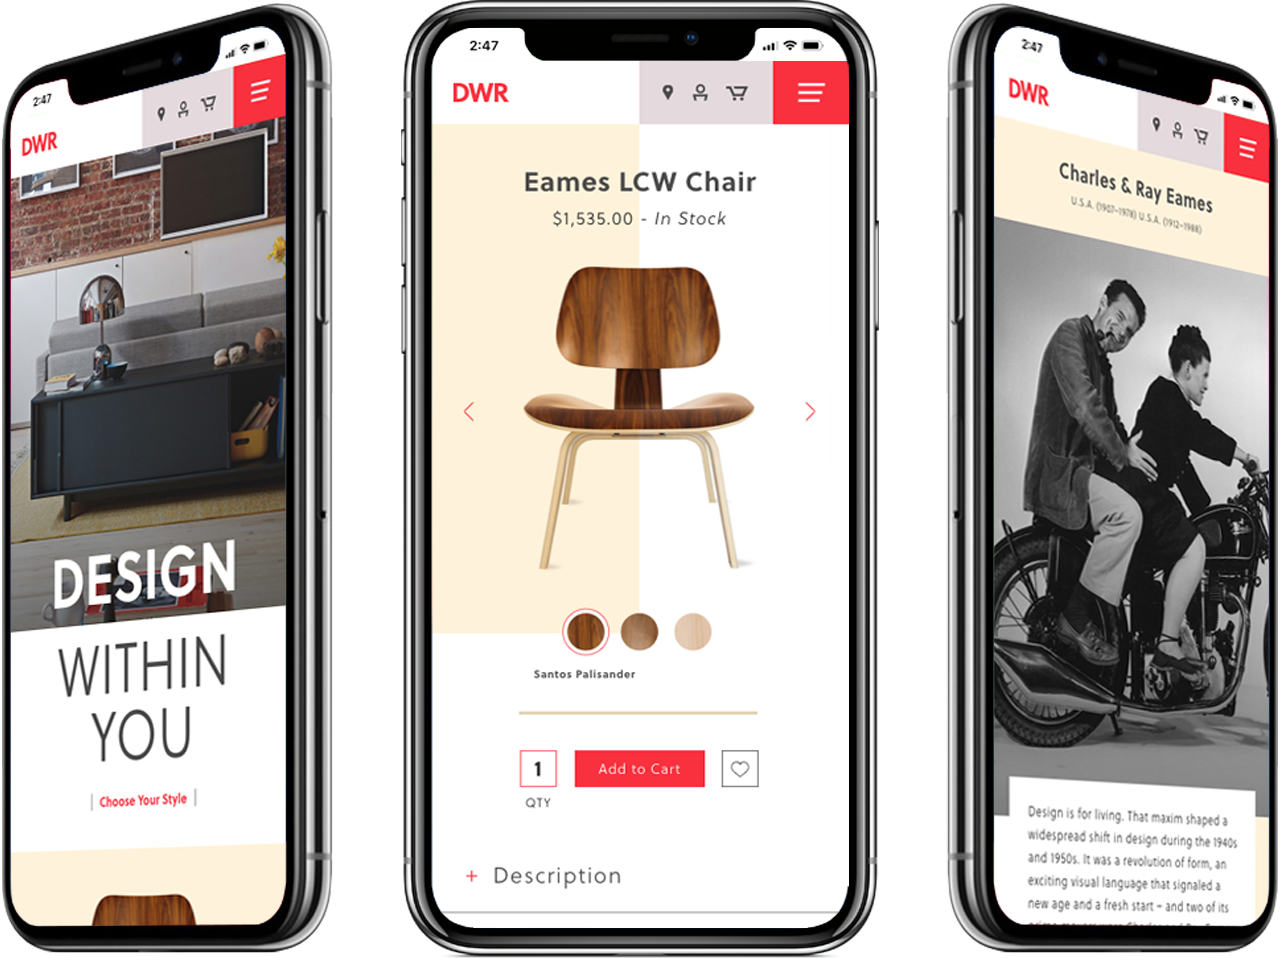 2:47
DWR
DESIGN
WITHIN
YOU
Choose Your Style
2:47
DWR
Eames LCW Chair
$1,535.00 - In Stock
Santos Palisander
1
Add to Cart
QTY
+ Description
2:47
DWR
Charles & Ray Eames
U.S.A. (1907-1978) U.S.A. (1912-1988)
Design is for living. That maxim shaped a
widespread shift in design during the 1940s
and 1950s. It was a revolution of form, an
exciting visual language that signaled a
new age and a fresh start – and two of its